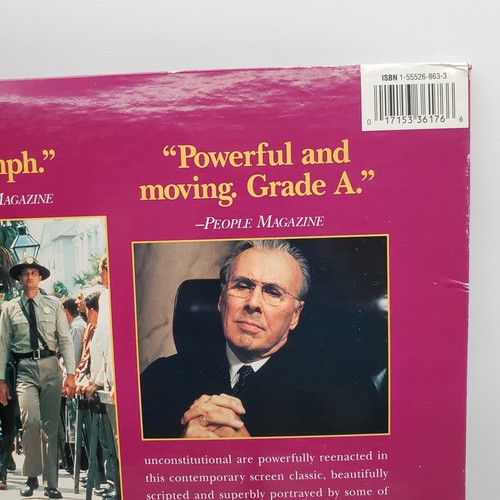 ISBN 1-55526-863-3
0 17153 36176 6
mph.”
MAGAZINE
“Powerful and
moving. Grade A.”
–PEOPLE MAGAZINE
unconstitutional are powerfully reenacted in
this contemporary screen classic, beautifully
scripted and superbly portrayed by some of